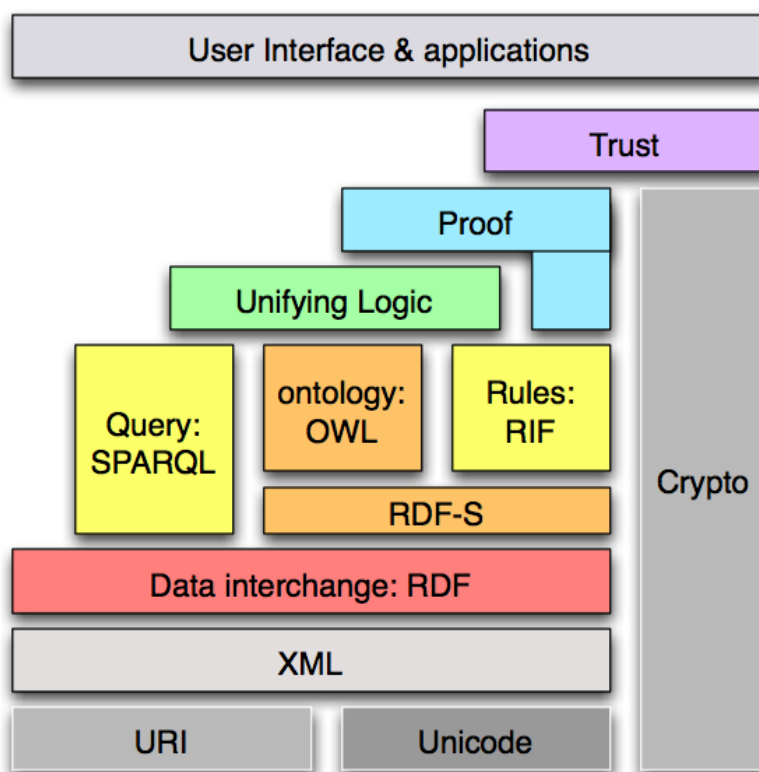 User Interface & applications
Trust
Proof
Unifying Logic
ontology:
OWL
Rules:
RIF
Query:
SPARQL
Crypto
RDF-S
Data interchange: RDF
XML
URI
Unicode